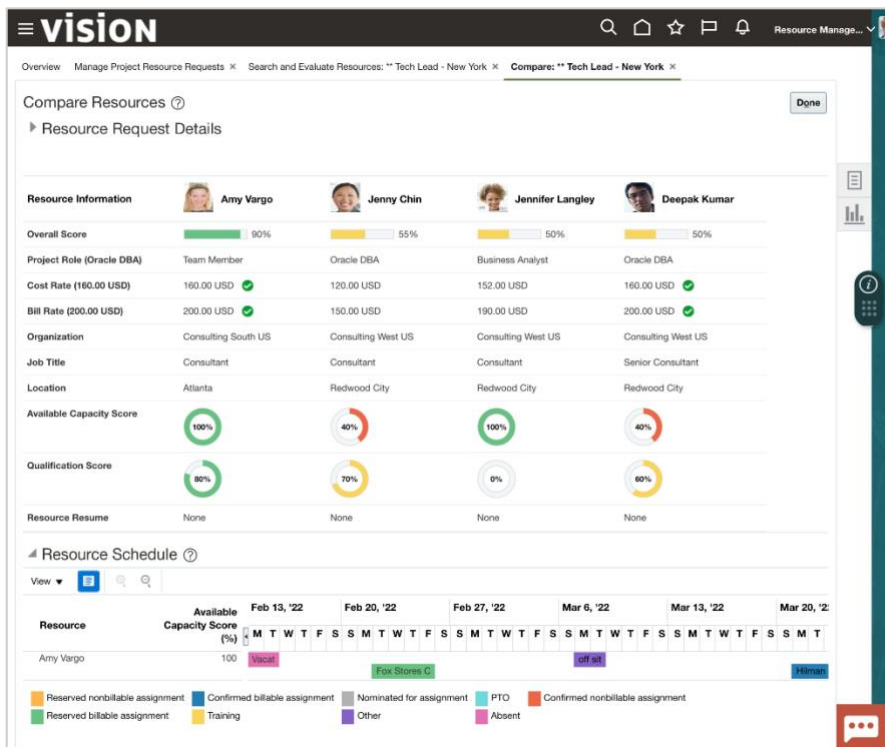 vision
Resource Manage...
Overview Manage Project Resource Requests × Search and Evaluate Resources: ** Tech Lead - New York × Compare: ** Tech Lead - New York ×
Compare Resources
Done
Resource Request Details
Resource Information Amy Vargo Jenny Chin Jennifer Langley Deepak Kumar
Overall Score 90% 55% 50% 50%
Project Role (Oracle DBA) Team Member Oracle DBA Business Analyst Oracle DBA
Cost Rate (160.00 USD) 160.00 USD 120.00 USD 152.00 USD 160.00 USD
Bill Rate (200.00 USD) 200.00 USD 150.00 USD 190.00 USD 200.00 USD
Organization Consulting South US Consulting West US Consulting West US Consulting West US
Job Title Consultant Consultant Consultant Senior Consultant
Location Atlanta Redwood City Redwood City Redwood City
Available Capacity Score 100% 40% 100% 40%
Qualification Score 80% 70% 0% 60%
Resource Resume None None None None
Resource Schedule
View
Resource Available Capacity Score (%) Feb 13, '22 Feb 20, '22 Feb 27, '22 Mar 6, '22 Mar 13, '22 Mar 20, '2
M T W T F S S M T W T F S S M T W T F S S M T W T F S S M T W T F S S M T
Amy Vargo 100 Vacat Fox Stores C off sit Hilman
Reserved nonbillable assignment Confirmed billable assignment Nominated for assignment PTO Confirmed nonbillable assignment
Reserved billable assignment Training Other Absent